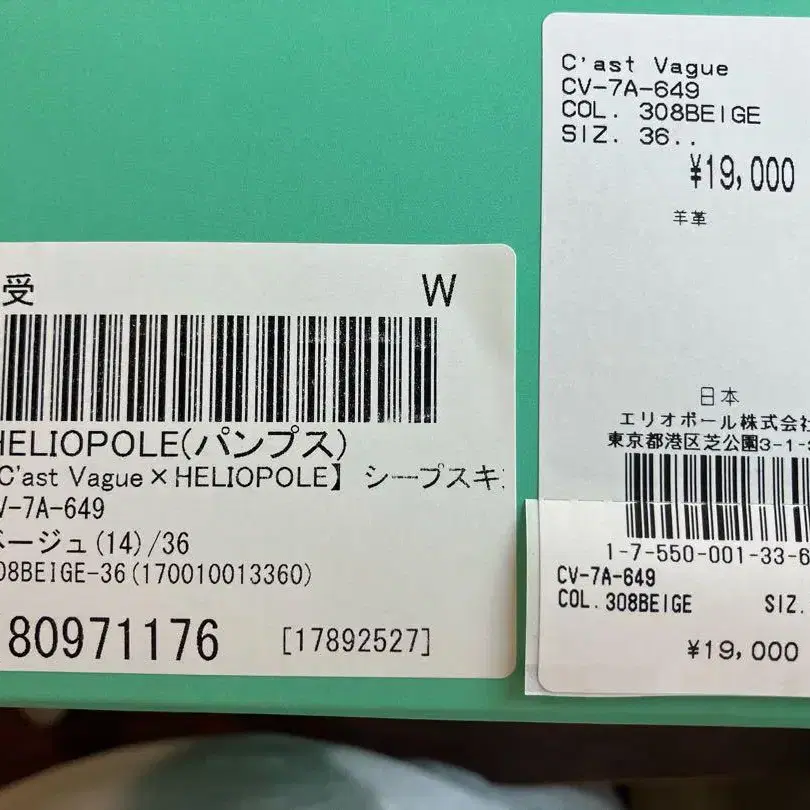 受
W
HELIOPOLE(パンプス)
C'ast Vague×HELIOPOLE】 シープスキ
V-7A-649
ベージュ(14)/36
08BEIGE-36(170010013360)
80971176
[17892527]
C'ast Vague
CV-7A-649
COL. 308BEIGE
SIZ. 36..
¥19,000
羊革
日本
エリオポール株式会社
東京都港区芝公園3-1-
1-7-550-001-33-6
CV-7A-649
COL.308BEIGE
SIZ.
¥19,000